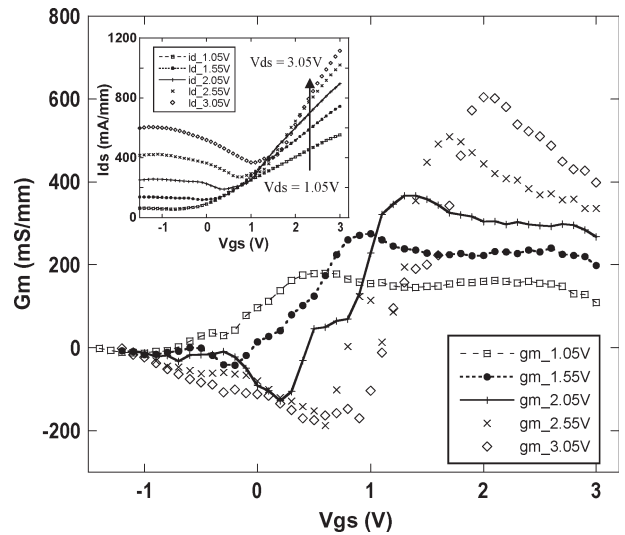 1200
800
400
0
-1 0 1 2 3
Ids (mA/mm)
Vgs (V)
id_1.05V
Id_1.55V
id_2.05V
Id_2.55V
Id_3.05V
Vds = 3.05V
Vds = 1.05V
800
600
400
200
0
-200
Gm (mS/mm)
gm_1.05V
gm_1.55V
gm_2.05V
gm_2.55V
gm_3.05V
-1 0 1 2 3
Vgs (V)